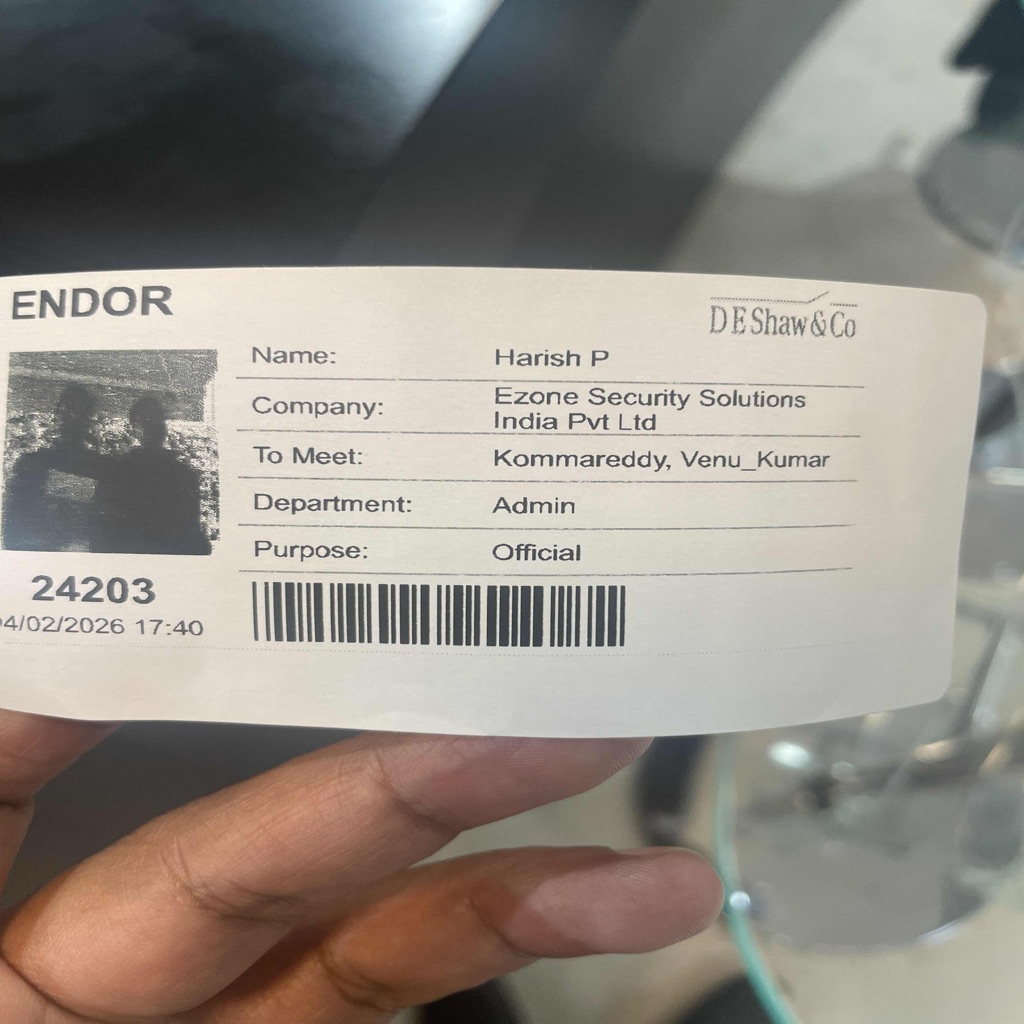 ENDOR
DEShaw&Co
Name: Harish P
Company: Ezone Security Solutions
India Pvt Ltd
To Meet: Kommareddy, Venu_Kumar
Department: Admin
Purpose: Official
24203
4/02/2026 17:40